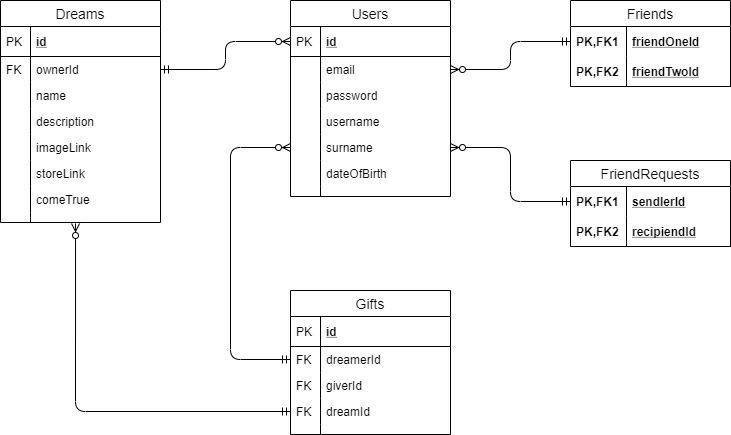 Dreams
PK id
FK ownerId
name
description
imageLink
storeLink
comeTrue
Users
PK id
email
password
username
surname
dateOfBirth
Friends
PK,FK1 friendOneId
PK,FK2 friendTwoId
FriendRequests
PK,FK1 sendlerId
PK,FK2 recipiendId
Gifts
PK id
FK dreamerId
FK giverId
FK dreamId